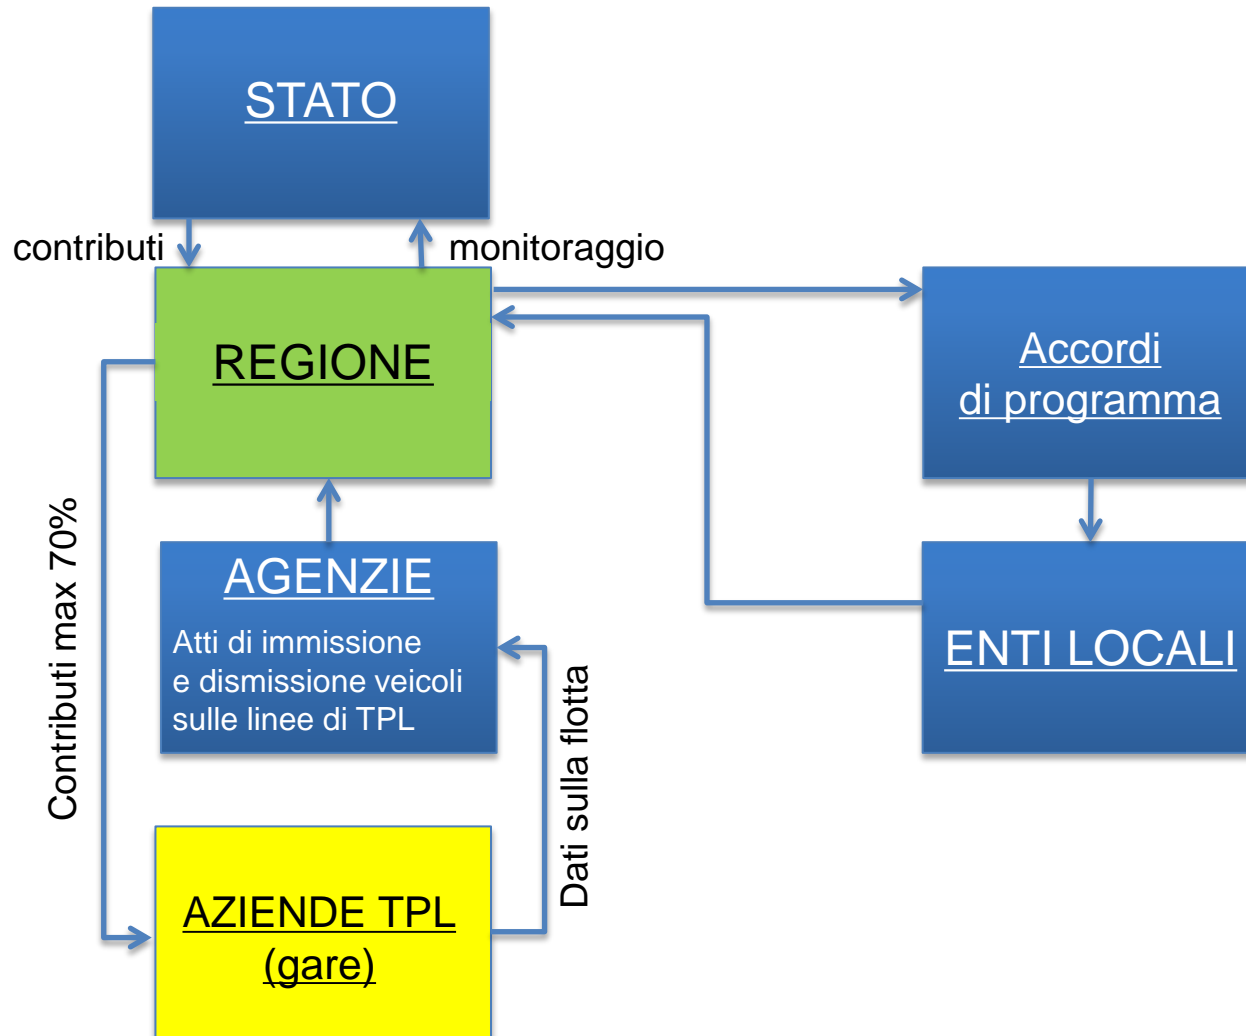 STATO
contributi
monitoraggio
REGIONE
Accordi
di programma
Contributi max 70%
AGENZIE
Atti di immissione
e dismissione veicoli
sulle linee di TPL
ENTI LOCALI
Dati sulla flotta
AZIENDE TPL
(gare)